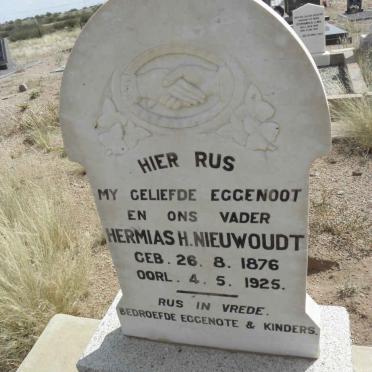 HIER RUS
MY GELIEFDE EGGENOOT
EN ONS VADER
HERMIAS H. NIEUWOUDT
GEB. 26. 8. 1876
OORL. 4. 5. 1925.
RUS IN VREDE.
BEDROEFDE EGGENOTE & KINDERS.